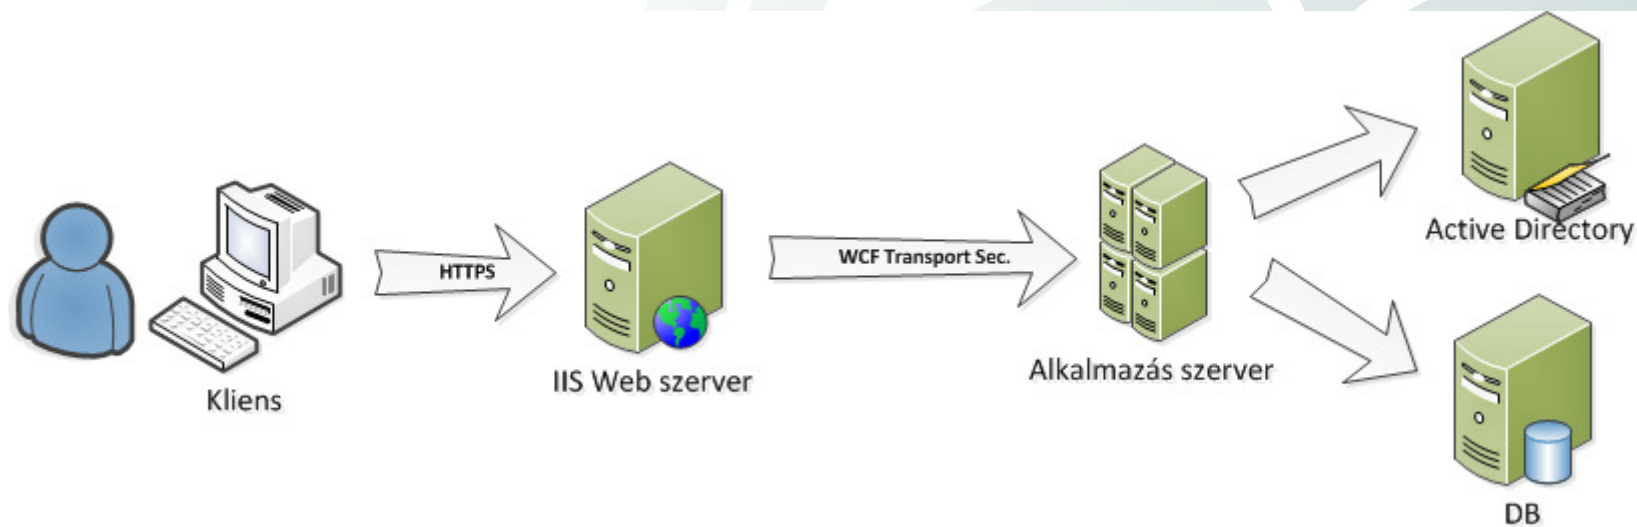 Kliens
HTTPS
IIS Web szerver
WCF Transport Sec.
Alkalmazás szerver
Active Directory
DB